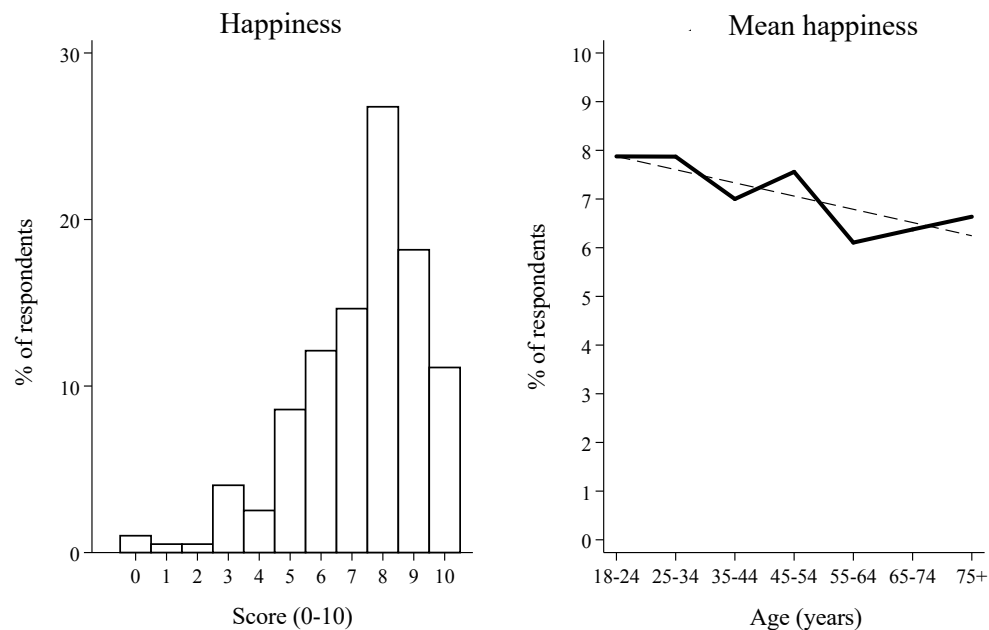 Happiness
30
20
10
0
% of respondents
0 1 2 3 4 5 6 7 8 9 10
Score (0-10)
Mean happiness
10
9
8
7
6
5
4
3
2
1
0
% of respondents
18-24 25-34 35-44 45-54 55-64 65-74 75+
Age (years)